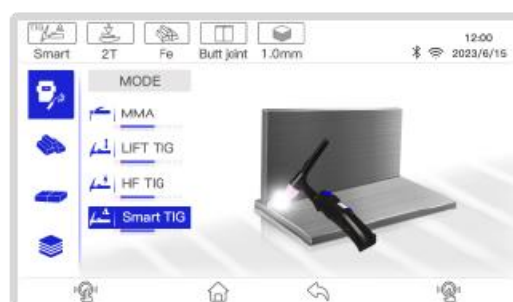 TIG
Smart 2T Fe Butt joint 1.0mm
12:00
2023/6/15
MODE
MMA
LIFT TIG
HF TIG
Smart TIG